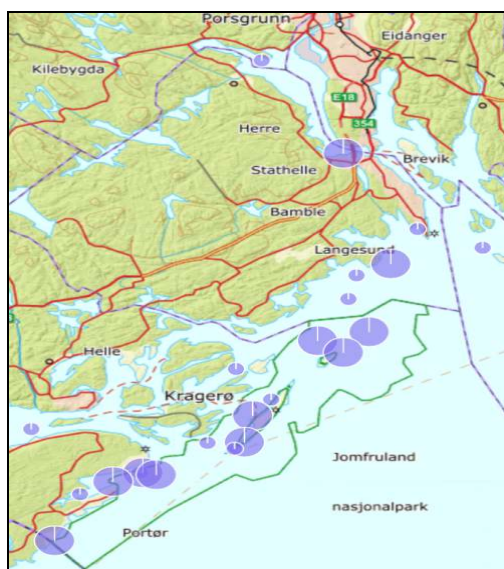 Porsgrunn
Eidanger
Kilebygda
E18
354
Herre
Stathelle
Brevik
Bamble
Langesund
Helle
Kragerø
Jomfruland
nasjonalpark
Portør